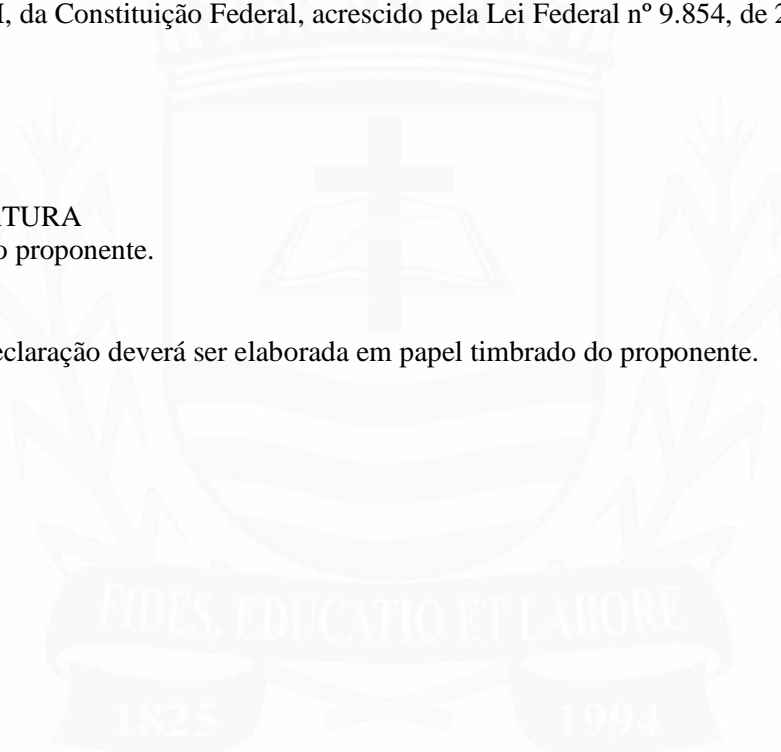 I, da Constituição Federal, acrescido pela Lei Federal nº 9.854, de 2
ATURA
o proponente.
eclaração deverá ser elaborada em papel timbrado do proponente.
FIDES, EDUCATIO ET LABORE
1825 1994